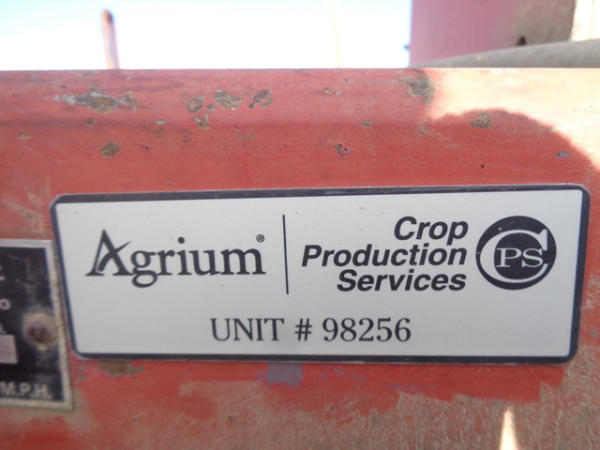 Agrium®
Crop
Production
Services
CPS
UNIT # 98256
M.P.H.